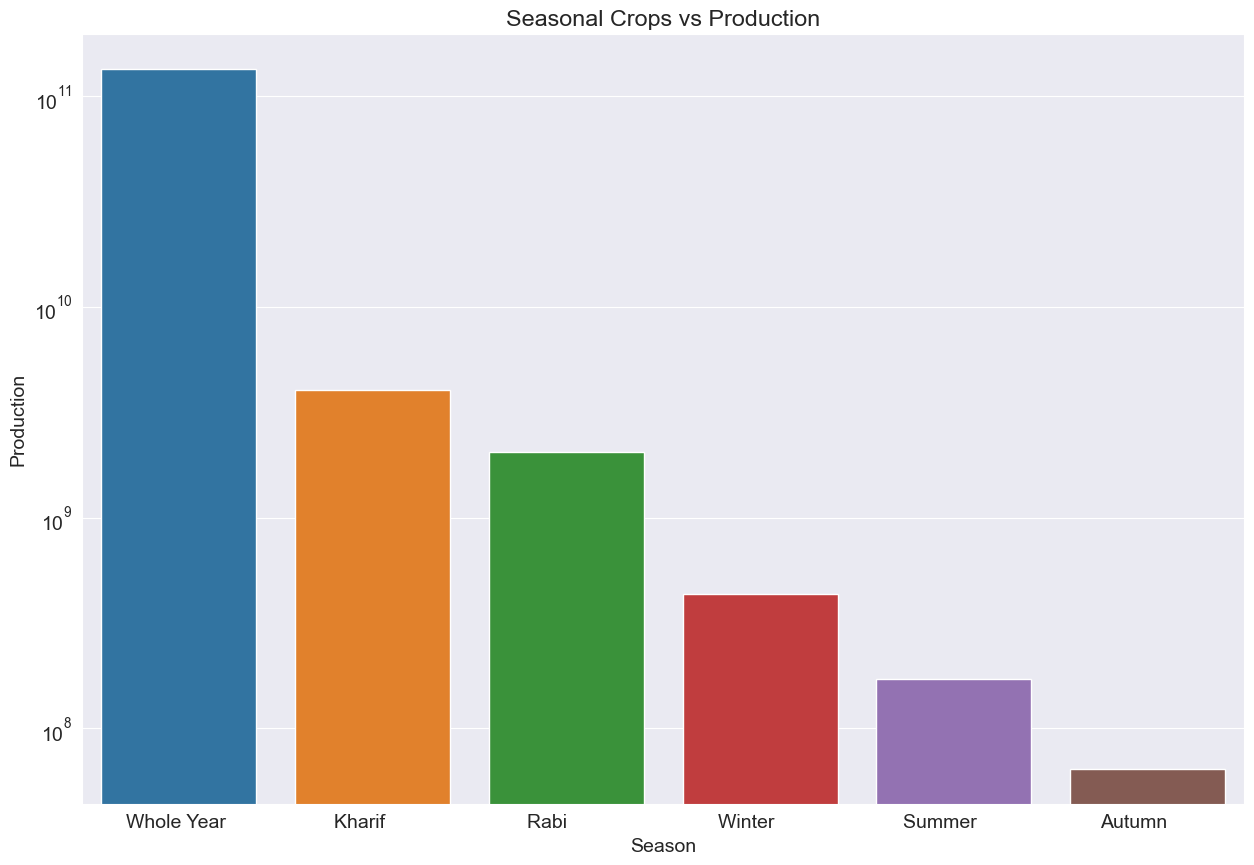 Seasonal Crops vs Production
10^11
10^10
10^9
10^8
Production
Whole Year Kharif Rabi Winter Summer Autumn
Season